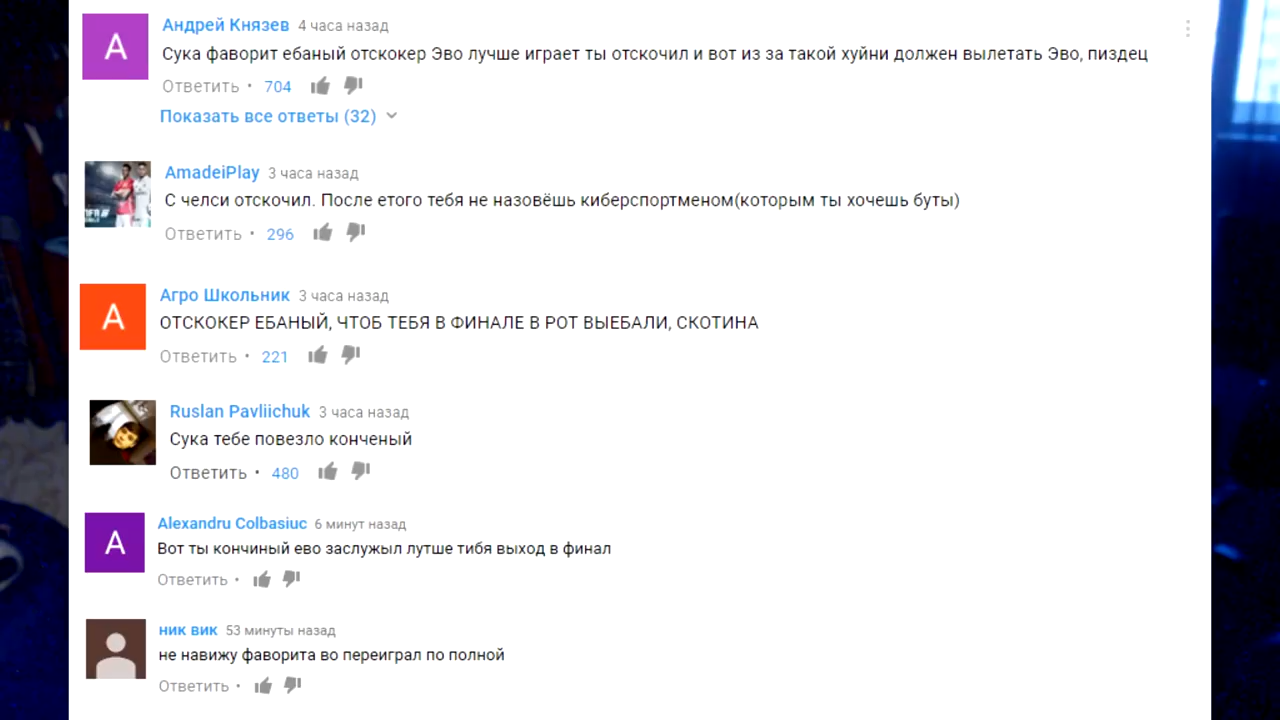 A
Андрей Князев 4 часа назад
Сука фаворит ебаный отскокер Эво лучше играет ты отскочил и вот из за такой хуйни должен вылетать Эво, пиздец
Ответить • 704
Показать все ответы (32)
AmadeiPlay 3 часа назад
С челси отскочил. После етого тебя не назовёшь киберспортменом(которым ты хочешь буты)
Ответить • 296
A
Агро Школьник 3 часа назад
ОТСКОКЕР ЕБАНЫЙ, ЧТОБ ТЕБЯ В ФИНАЛЕ В РОТ ВЫЕБАЛИ, СКОТИНА
Ответить • 221
Ruslan Pavliichuk 3 часа назад
Сука тебе повезло конченый
Ответить • 480
A
Alexandru Colbasiuc 6 минут назад
Вот ты кончиный ево заслужыл лутше тибя выход в финал
Ответить •
ник вик 53 минуты назад
не навижу фаворита во переиграл по полной
Ответить •